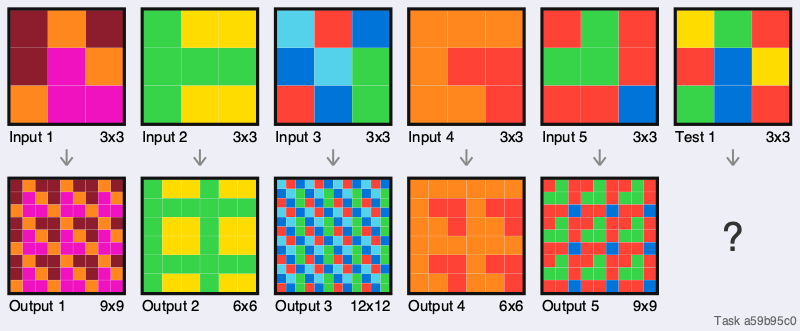 Input 1 3x3 Input 2 3x3 Input 3 3x3 Input 4 3x3 Input 5 3x3 Test 1 3x3
?
Output 1 9x9 Output 2 6x6 Output 3 12x12 Output 4 6x6 Output 5 9x9
Task a59b95c0